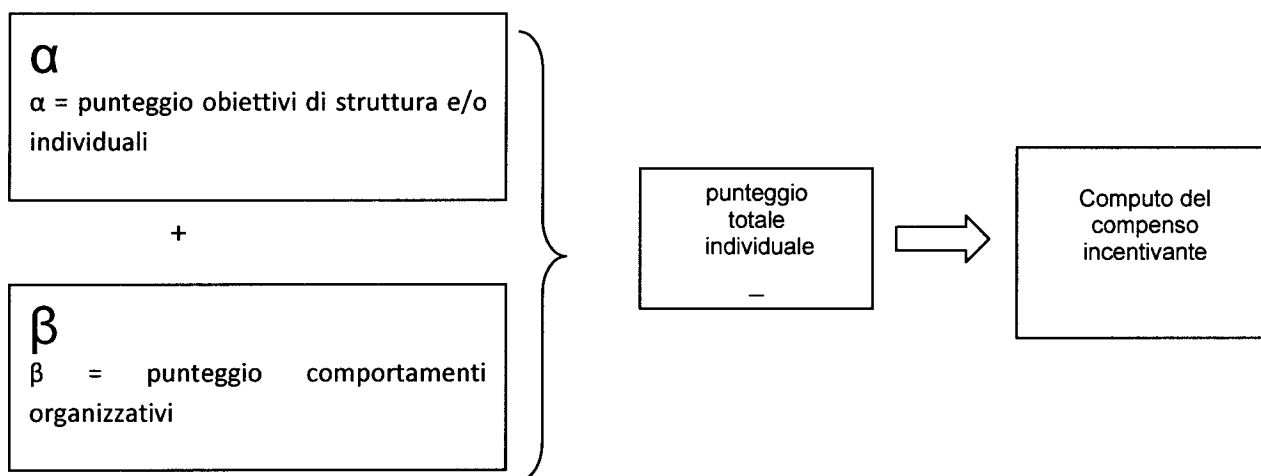 α
α = punteggio obiettivi di struttura e/o
individuali
+
β
β = punteggio comportamenti
organizzativi
punteggio
totale
individuale
_
Computo del
compenso
incentivante